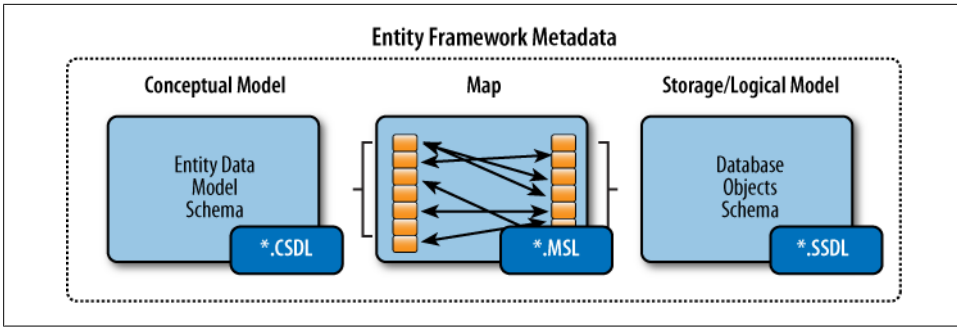 Entity Framework Metadata
Conceptual Model
Map
Storage/Logical Model
Entity Data
Model
Schema
Database
Objects
Schema
*.CSDL
*.MSL
*.SSDL